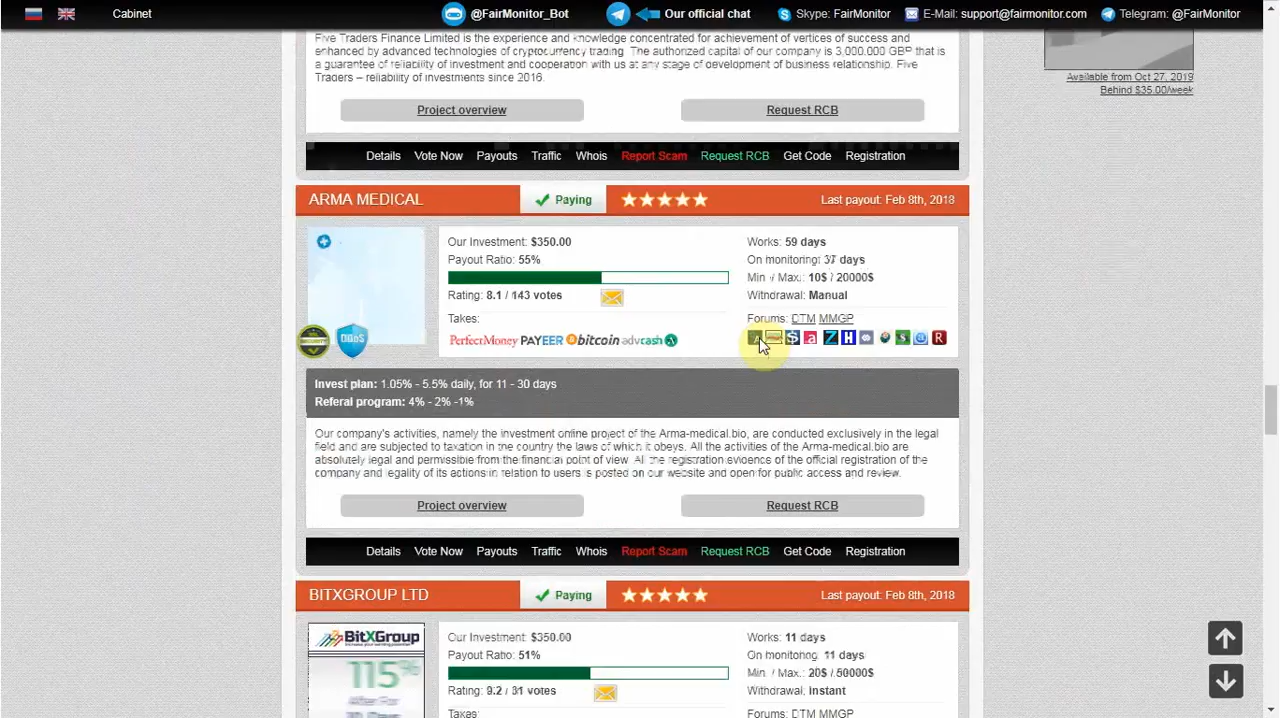 Cabinet
@FairMonitor_Bot
Our official chat
Skype: FairMonitor
E-Mail: support@fairmonitor.com
Telegram: @FairMonitor
Five Traders Finance Limited is the experience and knowledge concentrated for achievement of vertices of success and
enhanced by advanced technologies of cryptocurrency trading. The authorized capital of our company is 3.000.000 GBP that is
a guarantee of reliability of investment and cooperation with us at any stage of development of business relationship. Five
Traders – reliability of investments since 2016.
Available from Oct 27, 2019
Behind $35.00/week
Project overview
Request RCB
Details Vote Now Payouts Traffic Whois Report Scam Request RCB Get Code Registration
ARMA MEDICAL
Paying
Last payout: Feb 8th, 2018
Our Investment: $350.00
Payout Ratio: 55%
Rating: 8.1 / 143 votes
Takes:
PerfectMoney PAYEER bitcoin advcash
Works: 59 days
On monitoring: 37 days
Min / Max: 10$ / 20000$
Withdrawal: Manual
Forums: DTM MMGP
SECURITY
DDoS
Invest plan: 1.05% - 5.5% daily, for 11 - 30 days
Referal program: 4% - 2% -1%
Our company's activities, namely the investment online project of the Arma-medical.bio, are conducted exclusively in the legal
field and are subjected to taxation in the country the laws of which it obeys. All the activities of the Arma-medical.bio are
absolutely legal and permissible from the financial point of view. All the registration evidence of the official registration of the
company and legality of its actions in relation to users is posted on our website and open for public access and review.
Project overview
Request RCB
Details Vote Now Payouts Traffic Whois Report Scam Request RCB Get Code Registration
BITXGROUP LTD
Paying
Last payout: Feb 8th, 2018
BitXGroup
115%
Our Investment: $350.00
Payout Ratio: 51%
Rating: 9.2 / 31 votes
Takes:
Works: 11 days
On monitoring: 11 days
Min. / Max.: 20$ / 50000$
Withdrawal: instant
Forums: DTM MMGP